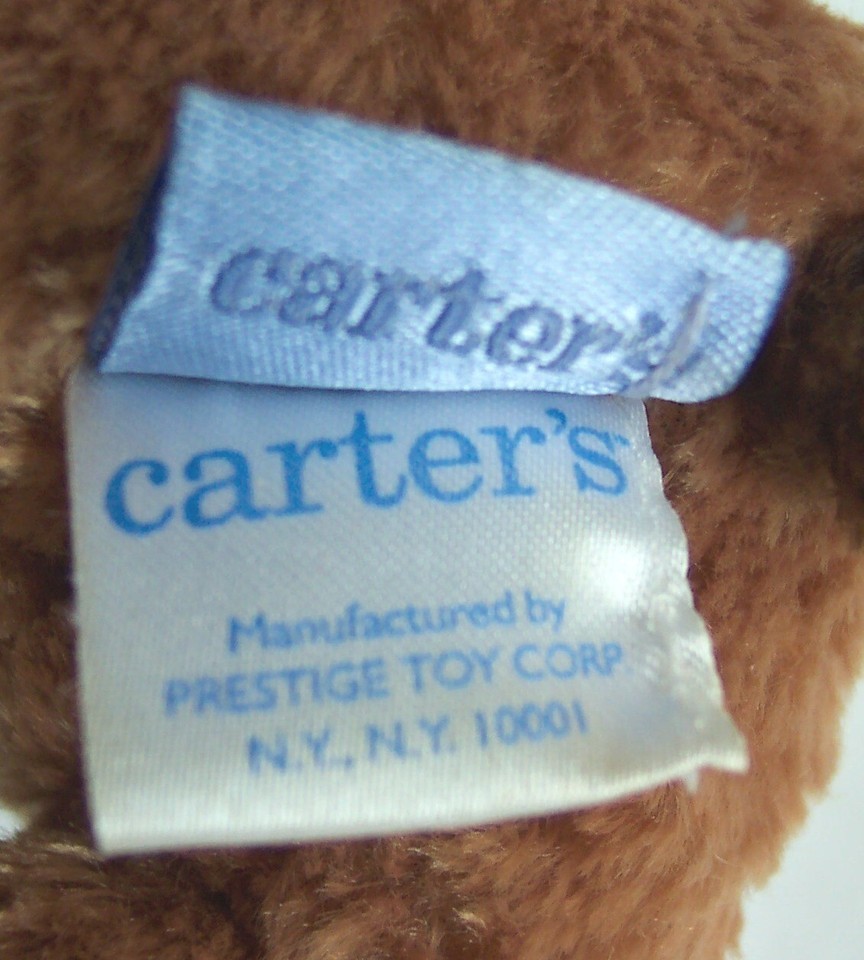 carter's
carter's
Manufactured by
PRESTIGE TOY CORP.
N.Y., N.Y. 10001